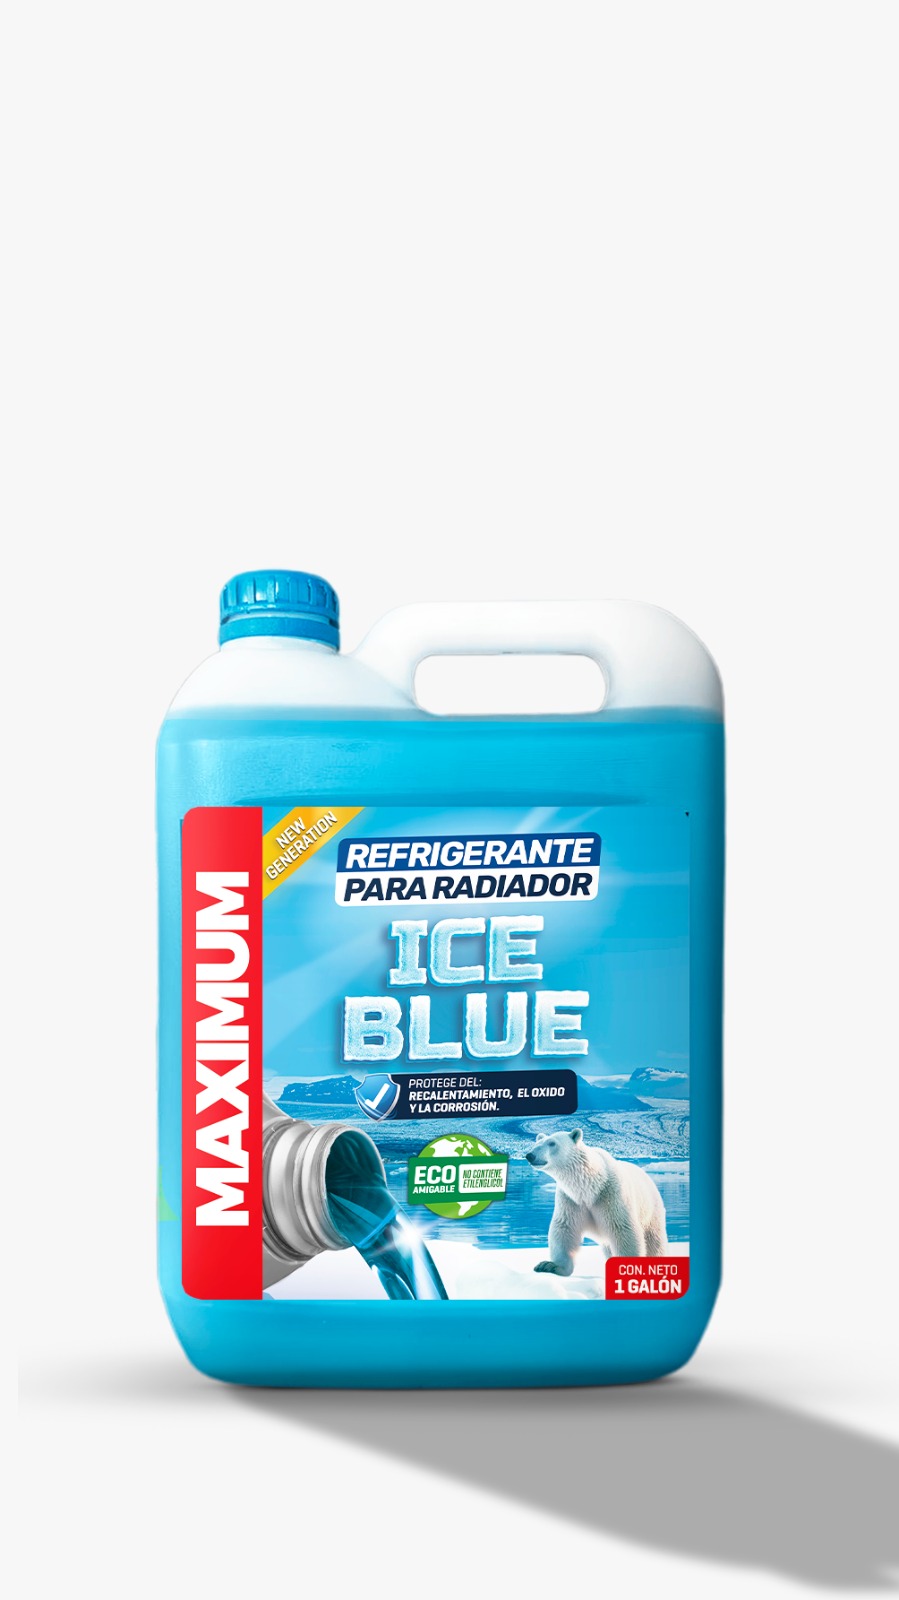 MAXIMUM
NEW
GENERATION
REFRIGERANTE
PARA RADIADOR
ICE
BLUE
PROTEGE DEL:
RECALENTAMIENTO, EL OXIDO
Y LA CORROSIÓN.
ECO
AMIGABLE
NO CONTIENE
ETILENGLICOL
CON. NETO
1 GALÓN